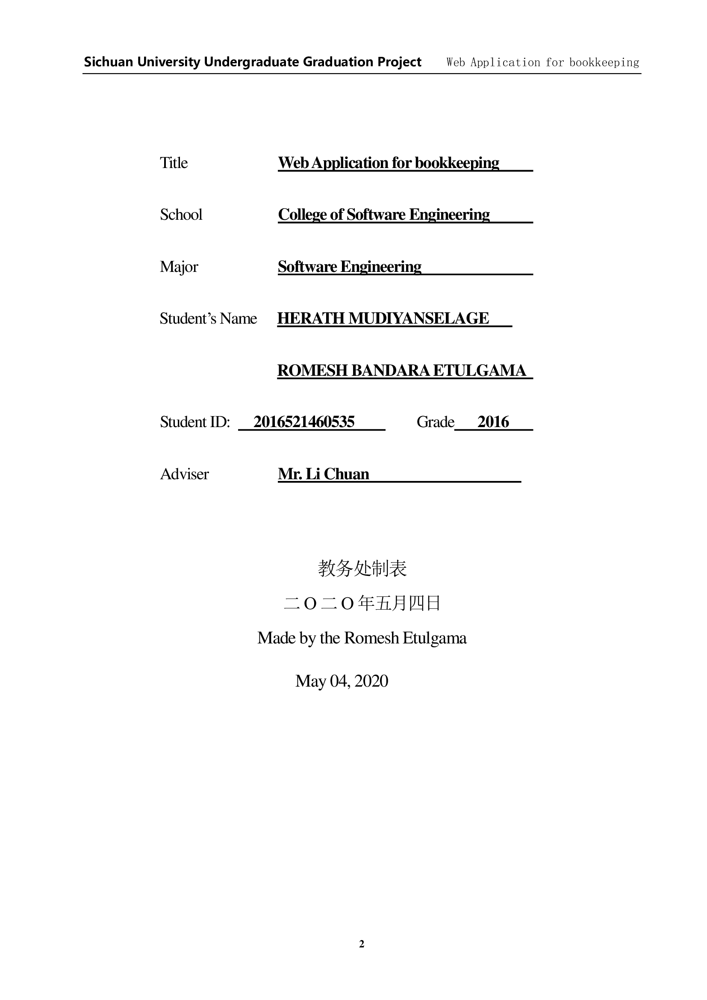 Sichuan University Undergraduate Graduation Project Web Application for bookkeeping
Title Web Application for bookkeeping
School College of Software Engineering
Major Software Engineering
Student’s Name HERATH MUDIYANSELAGE
ROMESH BANDARA ETULGAMA
Student ID: 2016521460535 Grade 2016
Adviser Mr. Li Chuan
教务处制表
二 O 二 O 年五月四日
Made by the Romesh Etulgama
May 04, 2020
2